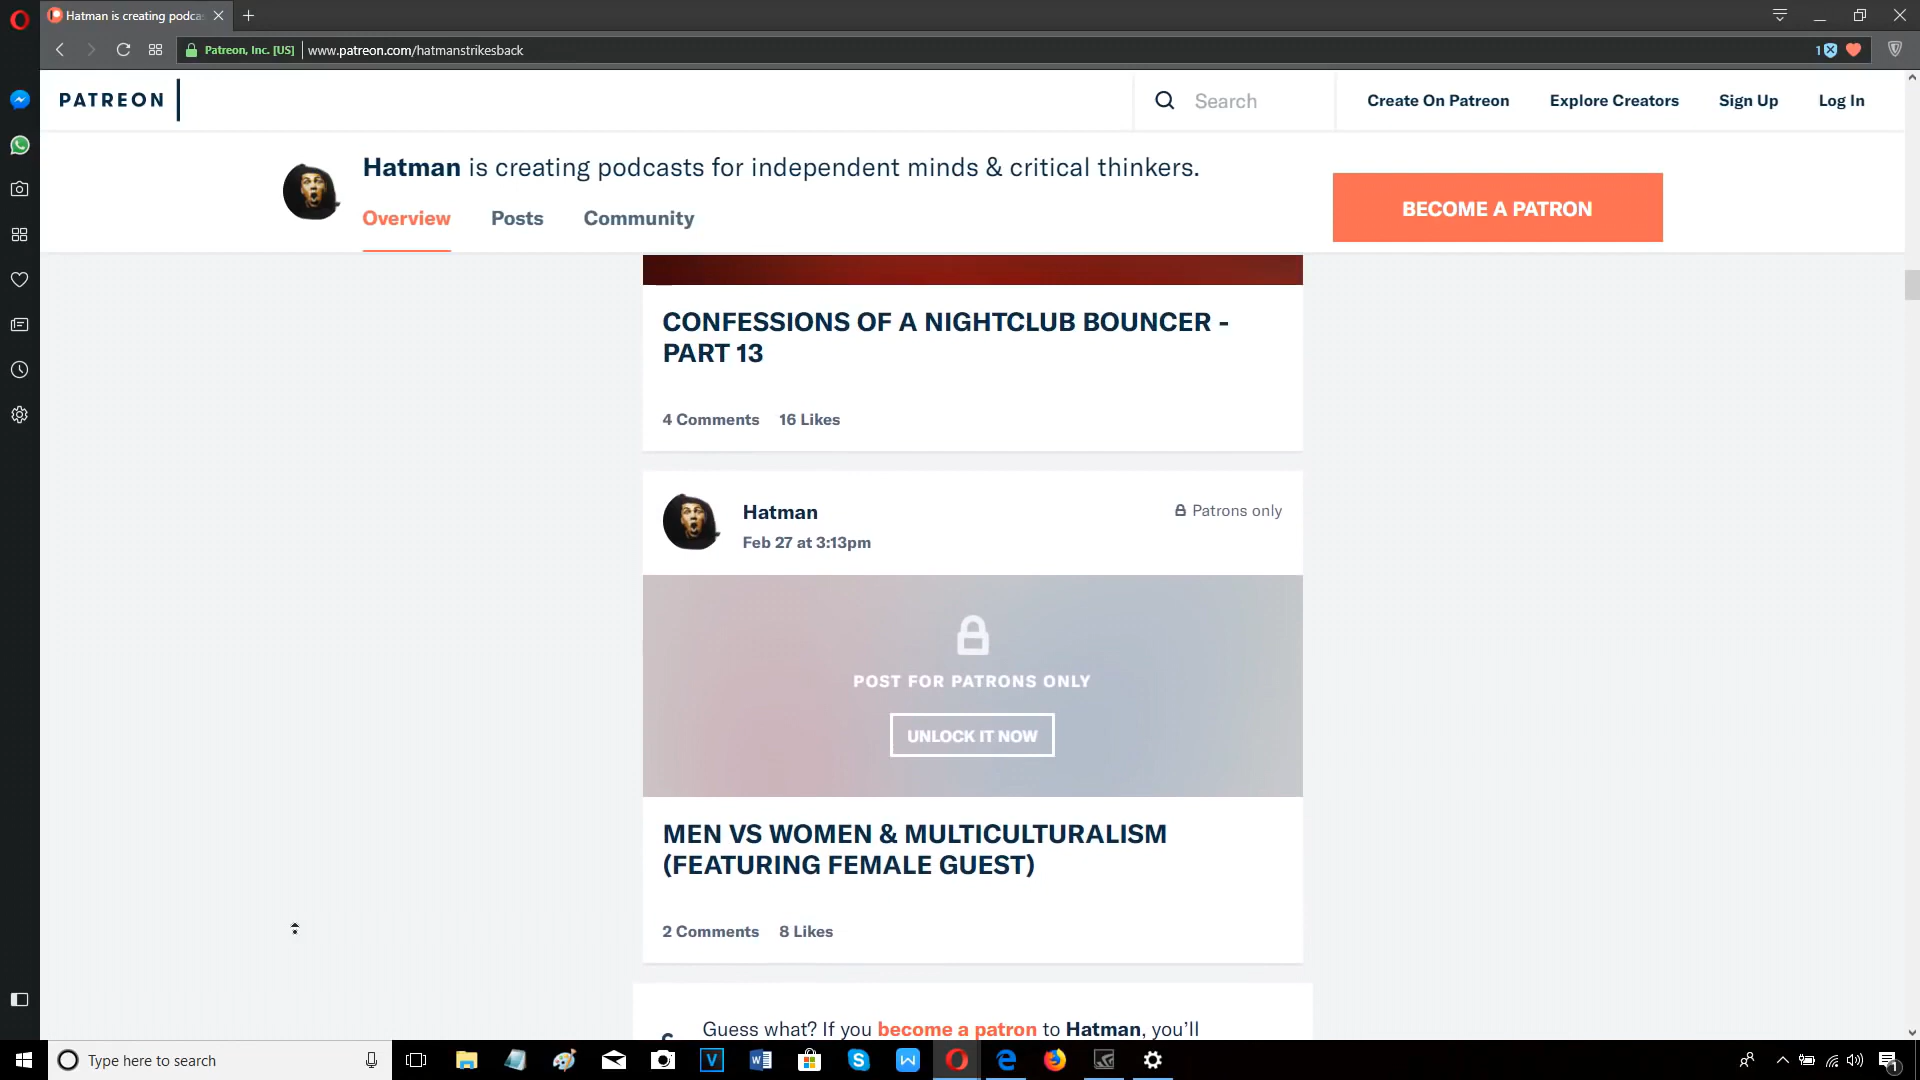 Hatman is creating podca
Patreon, Inc. [US]
www.patreon.com/hatmanstrikesback
1
PATREON
Search
Create On Patreon
Explore Creators
Sign Up
Log In
Hatman is creating podcasts for independent minds & critical thinkers.
Overview
Posts
Community
BECOME A PATRON
CONFESSIONS OF A NIGHTCLUB BOUNCER -
PART 13
4 Comments 16 Likes
Hatman
Patrons only
Feb 27 at 3:13pm
POST FOR PATRONS ONLY
UNLOCK IT NOW
MEN VS WOMEN & MULTICULTURALISM
(FEATURING FEMALE GUEST)
2 Comments 8 Likes
Guess what? If you become a patron to Hatman, you’ll
Type here to search
1